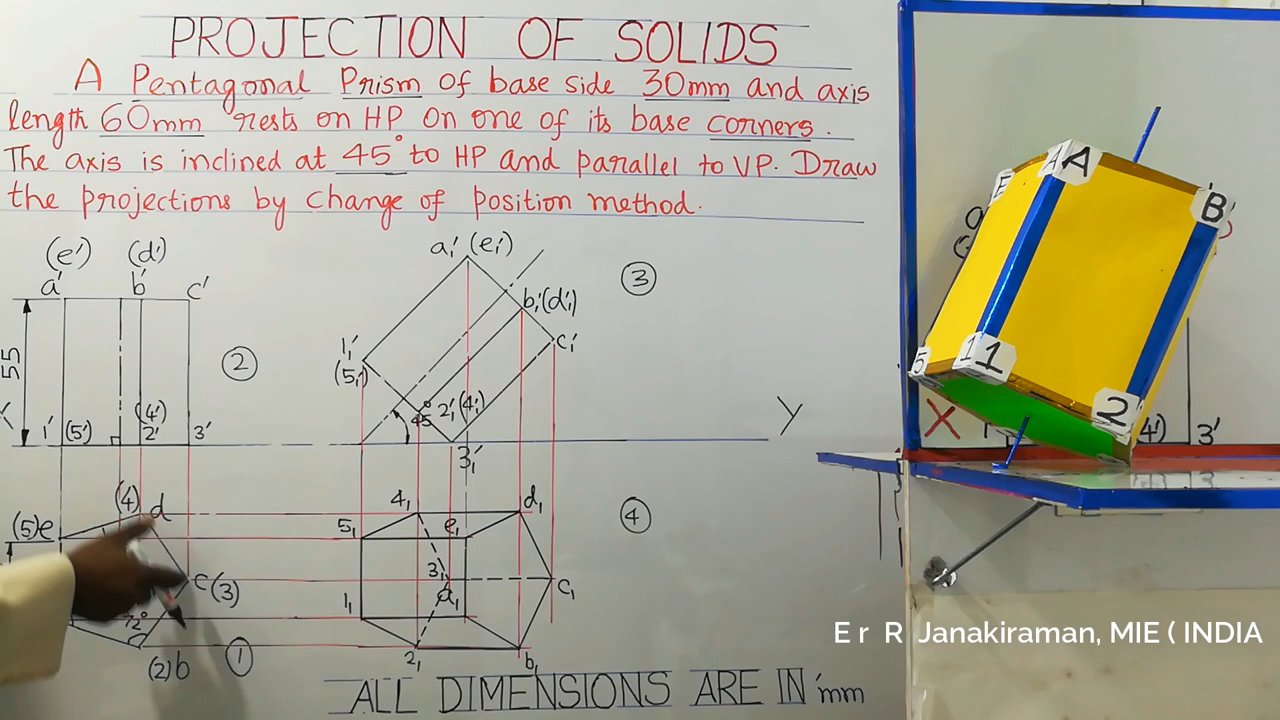 PROJECTION OF SOLIDS
A Pentagonal Prism of base side 30mm and axis
length 60mm rests on HP on one of its base corners.
The axis is inclined at 45° to HP and parallel to VP. Draw
the projections by change of position method.
(e') (d')
a' b' c'
55
2
(4')
1' (5') 2' 3'
a₁' (e₁')
3
b₁' (d₁')
c₁'
1₁'
(5₁')
45° 2₁' (4₁')
3₁'
Y
(4) d
(5)e
c (3)
72°
(2)b
1
4₁ d₁
5₁ e₁
4
3₁ c₁
1₁ a₁
2₁ b₁
ALL DIMENSIONS ARE IN mm
A A
E
B
5 1 1
2
X
(4') 3'
Er R Janakiraman, MIE ( INDIA